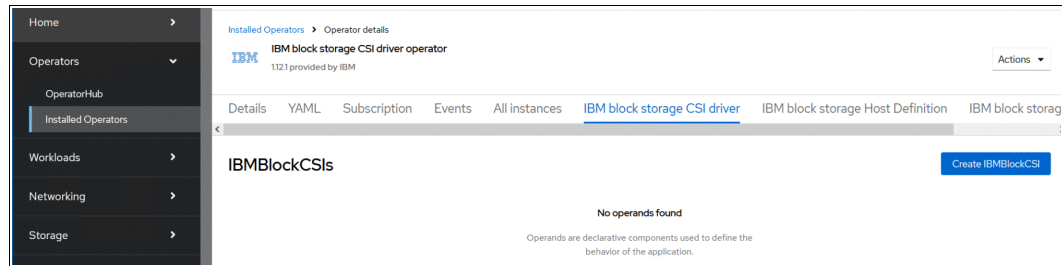 Home
Operators
OperatorHub
Installed Operators
Workloads
Networking
Storage
Installed Operators > Operator details
IBM
IBM block storage CSI driver operator
1.12.1 provided by IBM
Actions
Details YAML Subscription Events All instances IBM block storage CSI driver IBM block storage Host Definition IBM block storag
IBMBlockCSIs
Create IBMBlockCSI
No operands found
Operands are declarative components used to define the
behavior of the application.